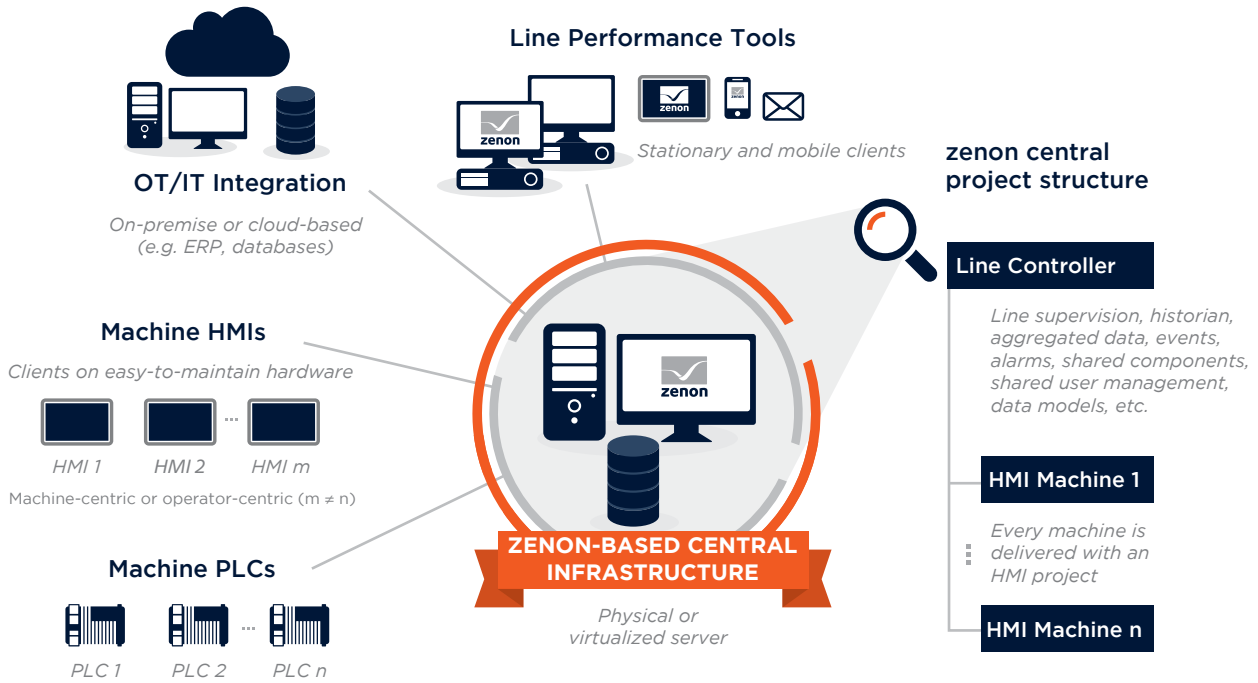 Line Performance Tools
zenon
zenon
zenon
Stationary and mobile clients
OT/IT Integration
On-premise or cloud-based
(e.g. ERP, databases)
Machine HMIs
Clients on easy-to-maintain hardware
...
HMI 1
HMI 2
HMI m
Machine-centric or operator-centric (m ≠ n)
Machine PLCs
...
PLC 1
PLC 2
PLC n
zenon
ZENON-BASED CENTRAL
INFRASTRUCTURE
Physical or
virtualized server
zenon central
project structure
Line Controller
Line supervision, historian,
aggregated data, events,
alarms, shared components,
shared user management,
data models, etc.
HMI Machine 1
Every machine is
delivered with an
HMI project
HMI Machine n